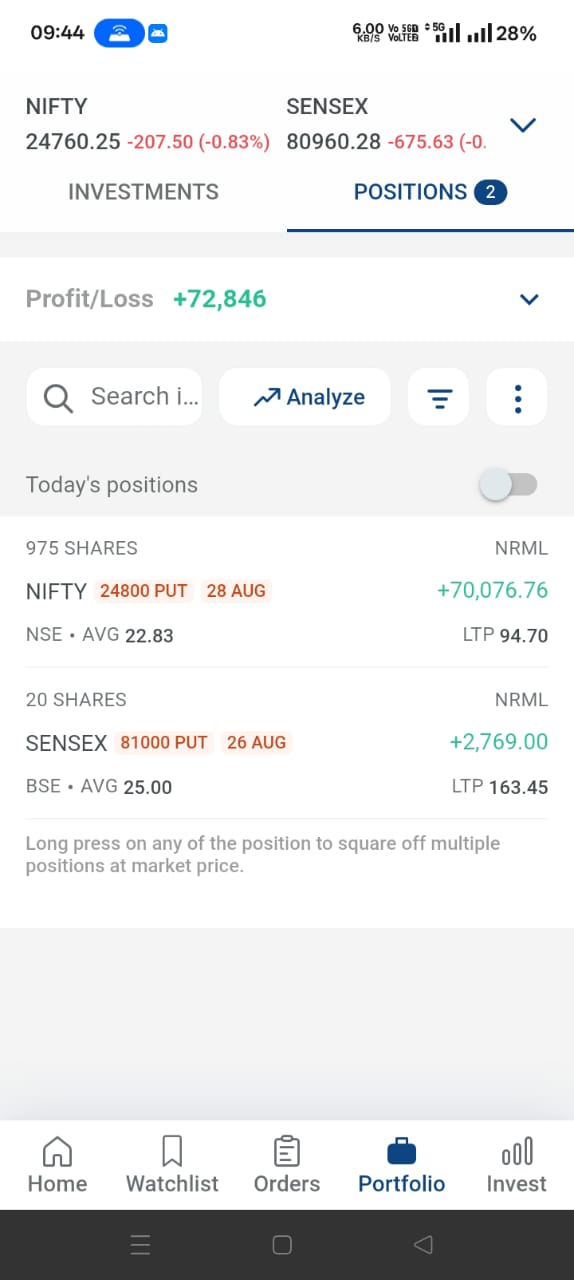 09:44 6.00 KB/S Vo 5GD VoLTEB 5G 28%
NIFTY SENSEX
24760.25 -207.50 (-0.83%) 80960.28 -675.63 (-0.
INVESTMENTS POSITIONS 2
Profit/Loss +72,846
Search i... Analyze
Today's positions
975 SHARES NRML
NIFTY 24800 PUT 28 AUG +70,076.76
NSE • AVG 22.83 LTP 94.70
20 SHARES NRML
SENSEX 81000 PUT 26 AUG +2,769.00
BSE • AVG 25.00 LTP 163.45
Long press on any of the position to square off multiple
positions at market price.
Home Watchlist Orders Portfolio Invest